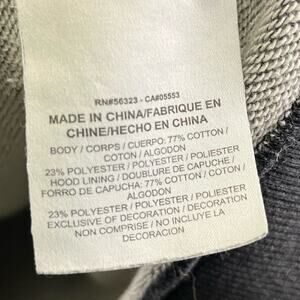 RN#56323 - CA#05553
MADE IN CHINA/FABRIQUE EN
CHINE/HECHO EN CHINA
BODY / CORPS / CUERPO: 77% COTTON /
COTON / ALGODON
23% POLYESTER / POLYESTER / POLIESTER
HOOD LINING / DOUBLURE DE CAPUCHE /
FORRO DE CAPUCHA: 77% COTTON / COTON /
ALGODON
23% POLYESTER / POLYESTER / POLIESTER
EXCLUSIVE OF DECORATION / DECORATION
NON COMPRISE / NO INCLUYE LA
DECORACION